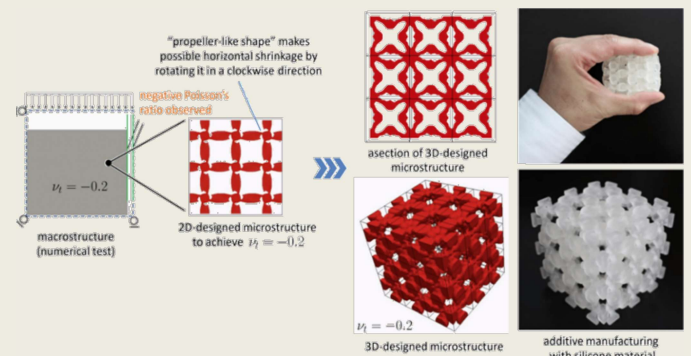 "propeller-like shape" makes
possible horizontal shrinkage by
rotating it in a clockwise direction
negative Poisson's
ratio observed
νₜ = −0.2
macrostructure
(numerical test)
2D-designed microstructure
to achieve νₜ = −0.2
asection of 3D-designed
microstructure
νₜ = −0.2
3D-designed microstructure
additive manufacturing
with silicone material